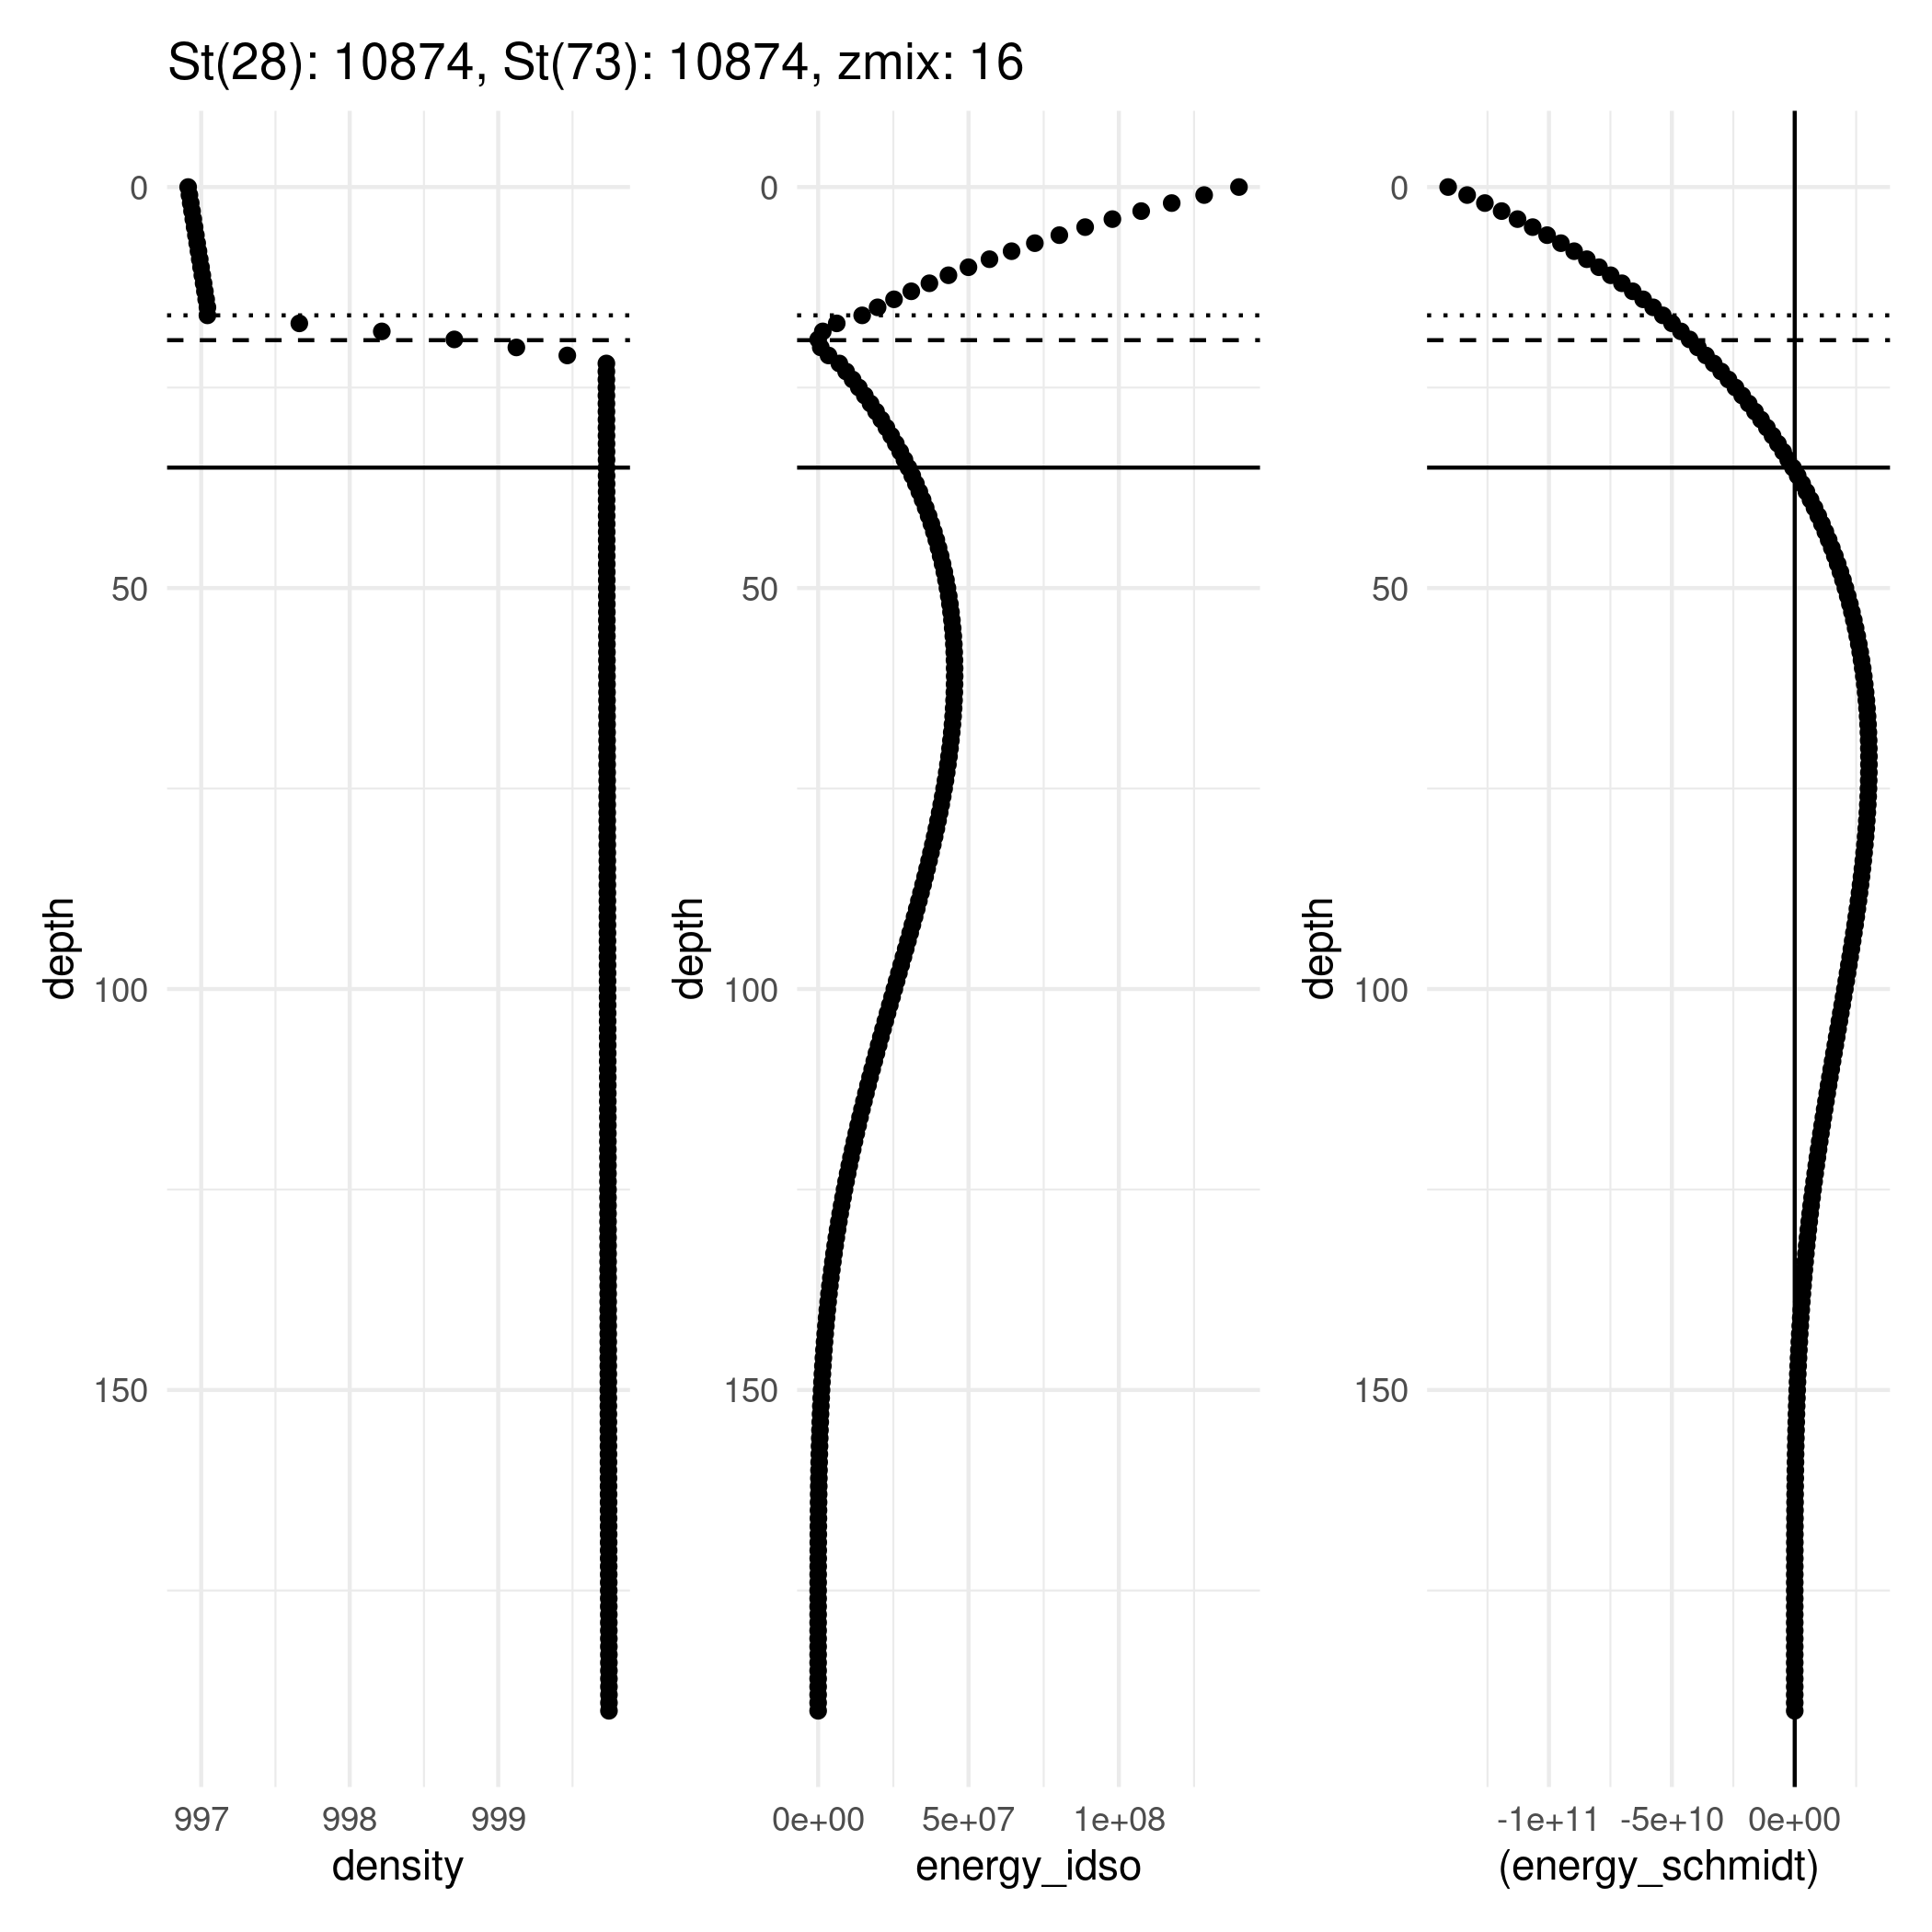 St(28): 10874, St(73): 10874, zmix: 16
depth
0
50
100
150
997 998 999
density
depth
0
50
100
150
0e+00 5e+07 1e+08
energy_idso
depth
0
50
100
150
-1e+11 -5e+10 0e+00
(energy_schmidt)